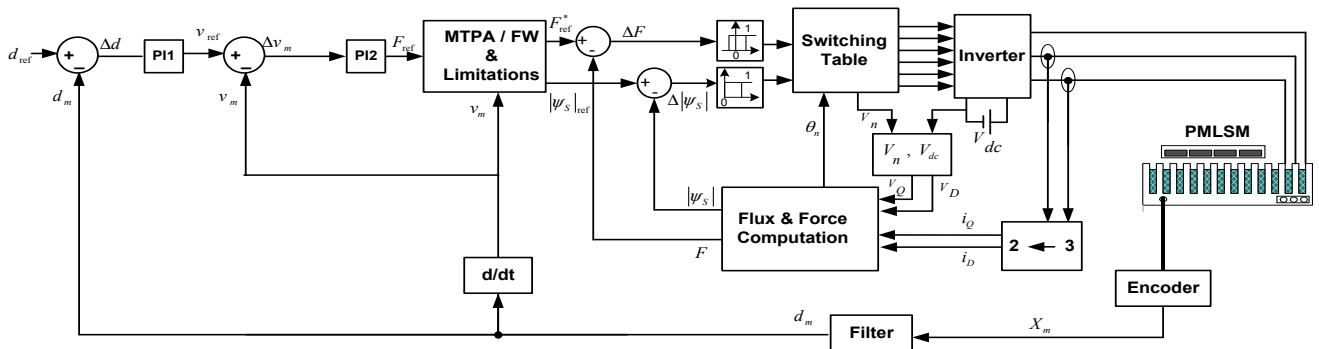 d_ref
+
−
Δd
d_m
PI1
v_ref
+
−
Δv_m
v_m
PI2
F_ref
MTPA / FW
&
Limitations
v_m
F*_ref
+
-
ΔF
|ψ_S|_ref
+
-
Δ|ψ_S|
1
0
1
0
Switching
Table
θ_n
V_n
Inverter
V_dc
V_n , V_dc
V_Q
V_D
|ψ_S|
F
Flux & Force
Computation
i_Q
i_D
2 ← 3
PMLSM
Encoder
X_m
Filter
d_m
d/dt